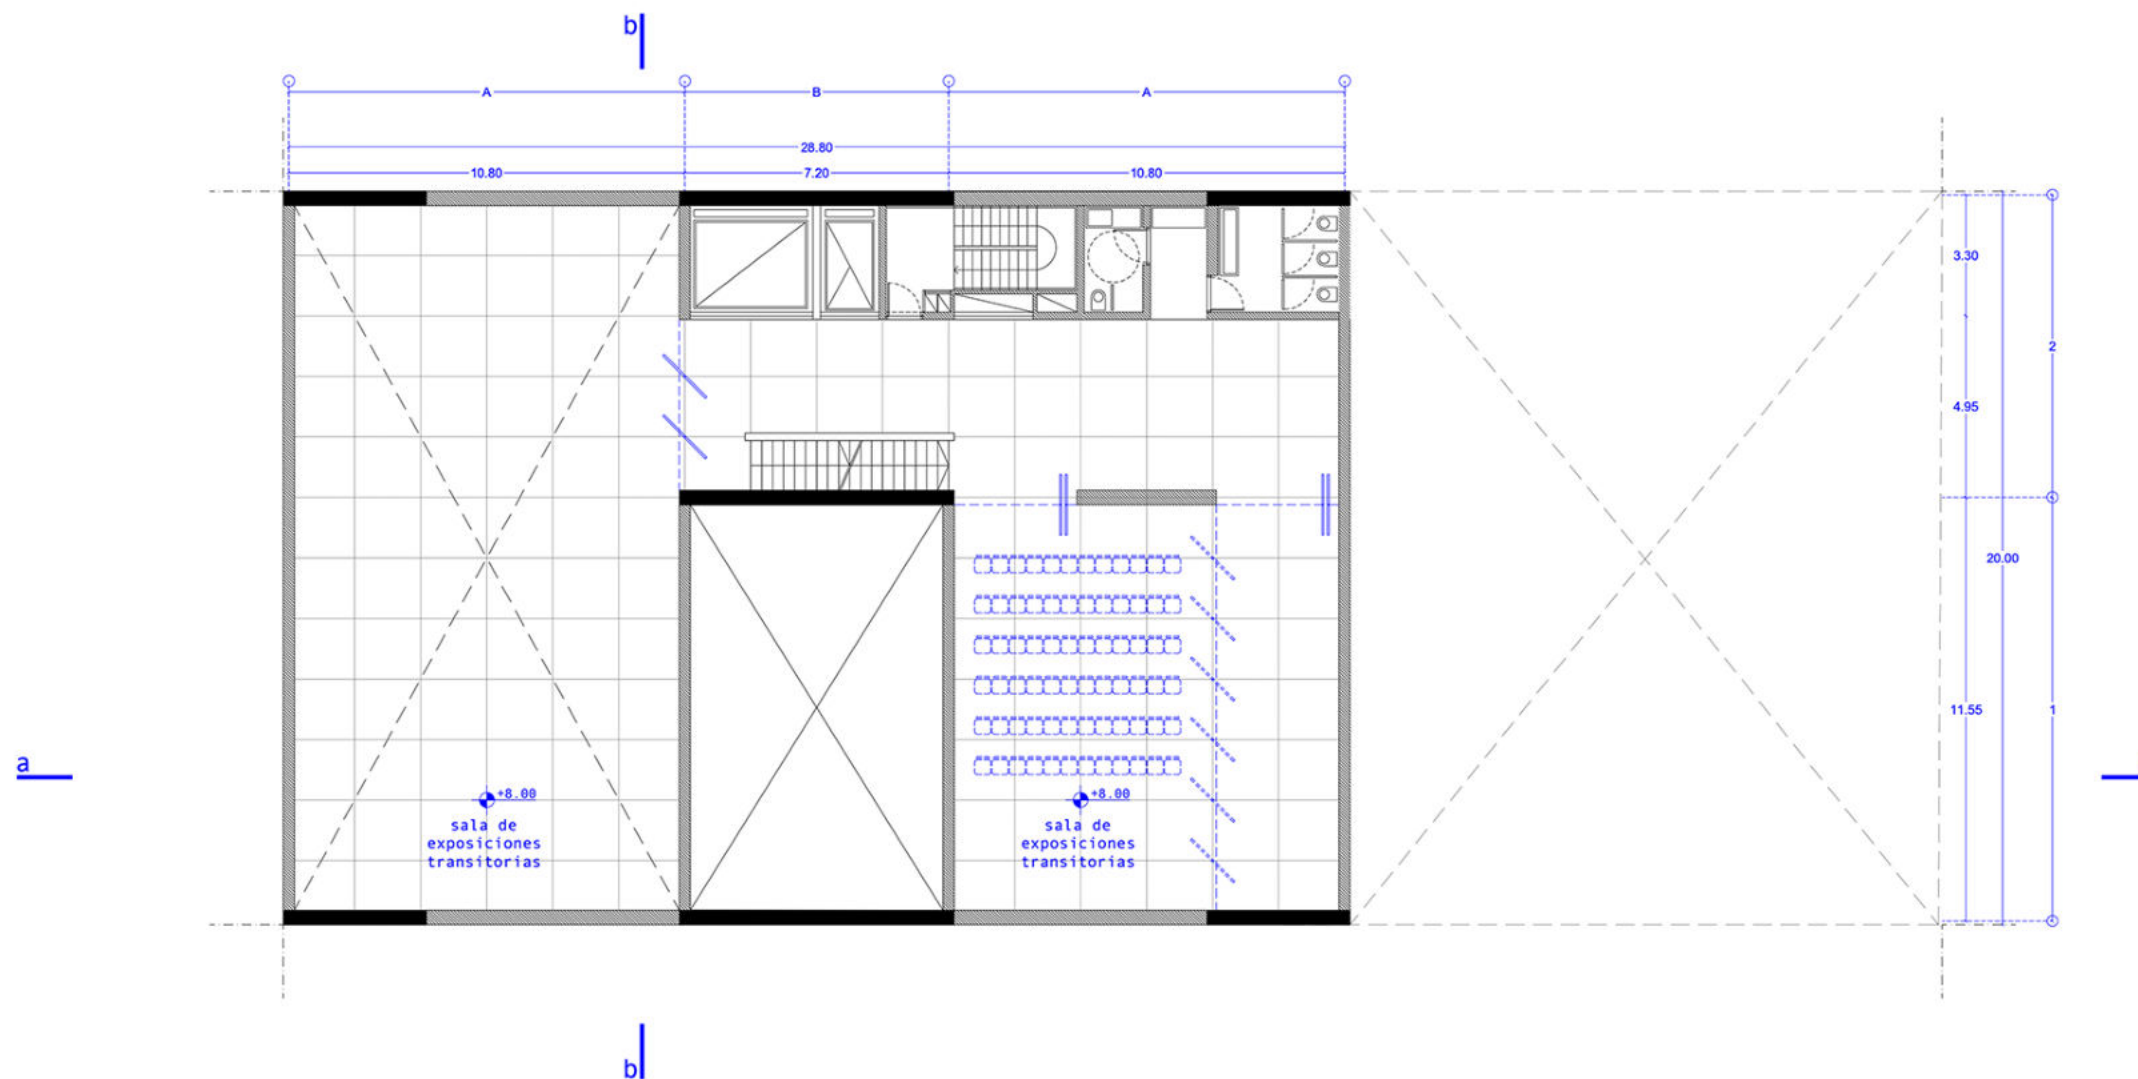 b
A B A
28.80
10.80 7.20 10.80
3.30
2
4.95
20.00
11.55 1
a
+8.00
sala de
exposiciones
transitorias
+8.00
sala de
exposiciones
transitorias
b